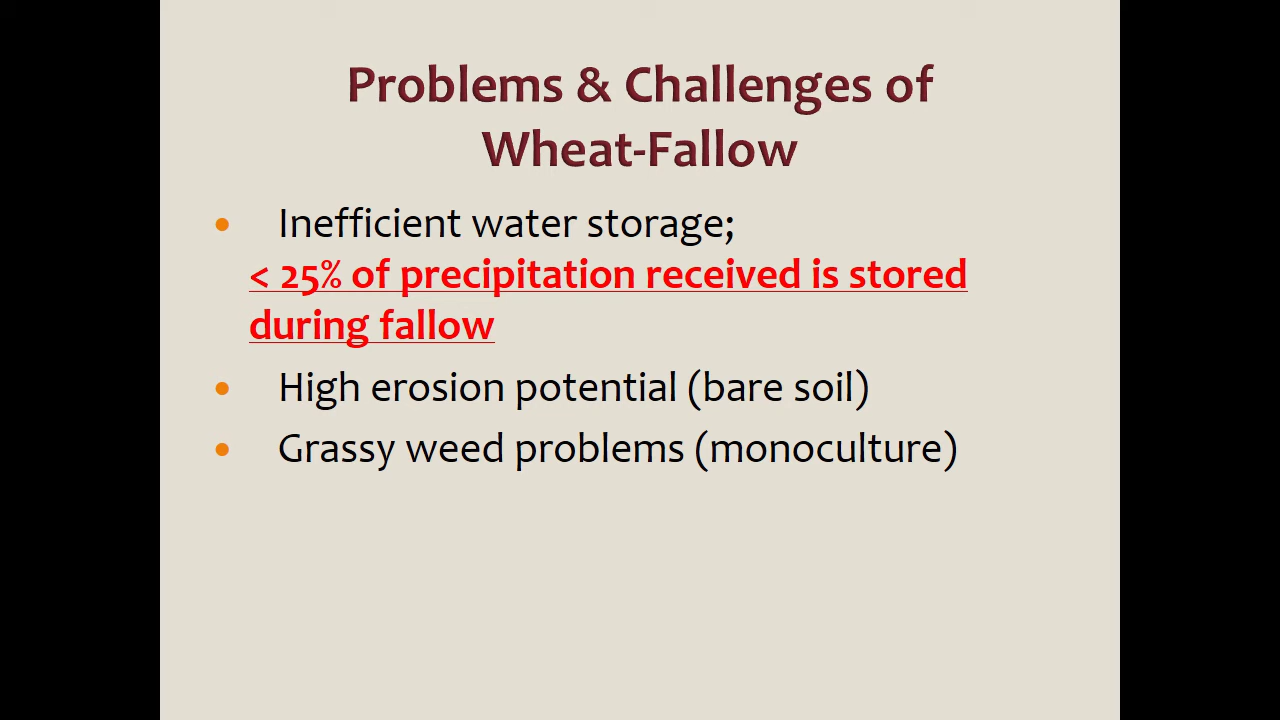 Problems & Challenges of
Wheat-Fallow
• Inefficient water storage;
< 25% of precipitation received is stored
during fallow
• High erosion potential (bare soil)
• Grassy weed problems (monoculture)